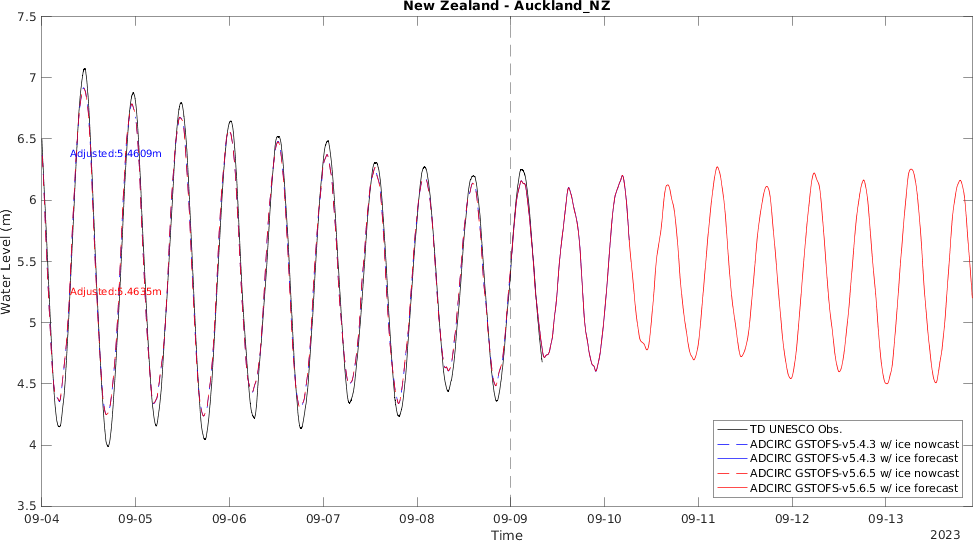 New Zealand - Auckland_NZ
7.5
7
6.5
6
5.5
5
4.5
4
3.5
Water Level (m)
Adjusted:5.4609m
Adjusted:5.4635m
TD UNESCO Obs.
ADCIRC GSTOFS-v5.4.3 w/ ice nowcast
ADCIRC GSTOFS-v5.4.3 w/ ice forecast
ADCIRC GSTOFS-v5.6.5 w/ ice nowcast
ADCIRC GSTOFS-v5.6.5 w/ ice forecast
09-04 09-05 09-06 09-07 09-08 09-09 09-10 09-11 09-12 09-13
Time
2023